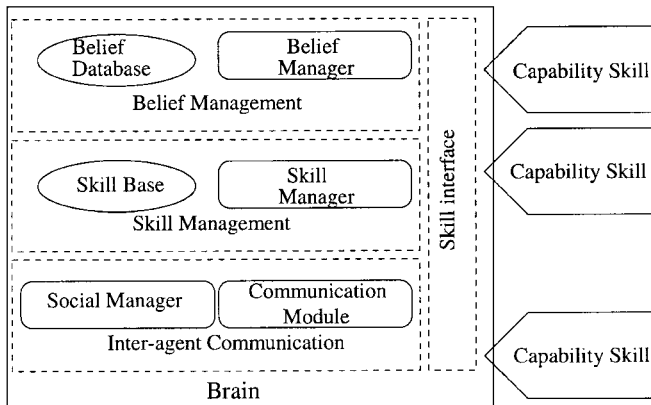 Belief
Database
Belief
Manager
Belief Management
Skill Base
Skill
Manager
Skill Management
Social Manager
Communication
Module
Inter-agent Communication
Brain
Skill interface
Capability Skill
Capability Skill
Capability Skill